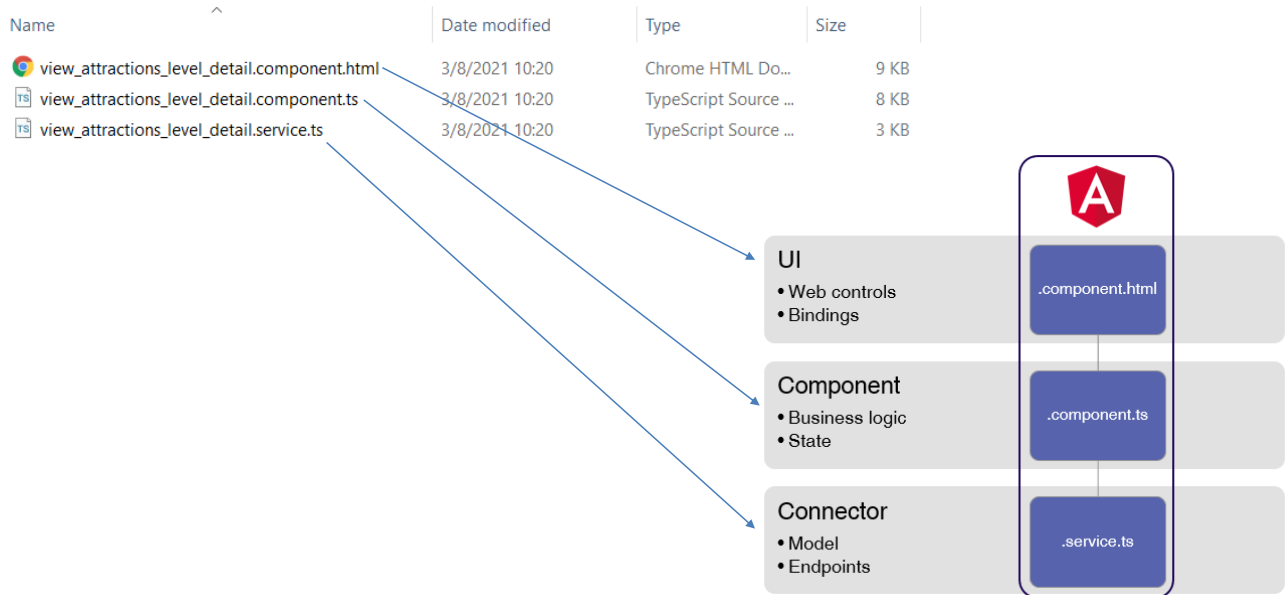 Name Date modified Type Size
view_attractions_level_detail.component.html 3/8/2021 10:20 Chrome HTML Do... 9 KB
view_attractions_level_detail.component.ts 3/8/2021 10:20 TypeScript Source ... 8 KB
view_attractions_level_detail.service.ts 3/8/2021 10:20 TypeScript Source ... 3 KB
A
UI
• Web controls
• Bindings
.component.html
Component
• Business logic
• State
.component.ts
Connector
• Model
• Endpoints
.service.ts